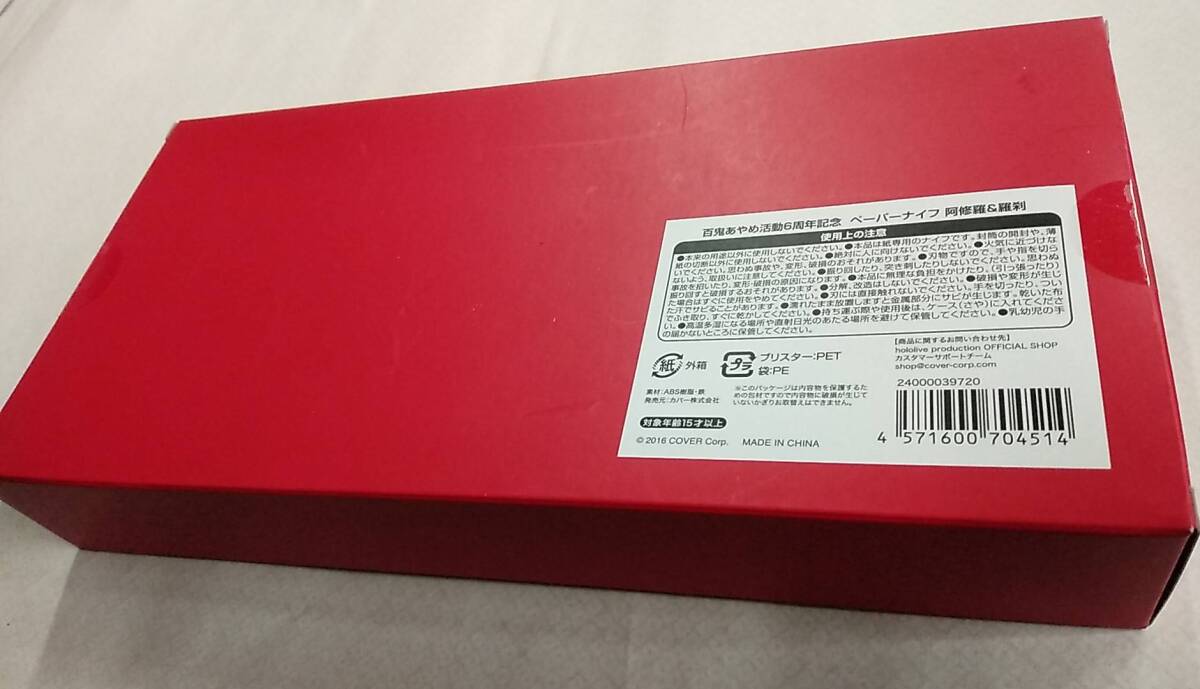 百鬼あやめ活動6周年記念 ペーパーナイフ 阿修羅&羅刹
使用上の注意
●本来の用途以外に使用しないでください。●本品は紙専用のナイフです。封筒の開封や、薄
紙の切断以外に使用しないでください。●絶対に人に向けないでください。●火気に近づけな
いでください。思わぬ事故や、変形、破損のおそれがあります。●刃物ですので、手や指を切ら
ないよう、取扱いに注意してください。●振り回したり、突き刺したりしないでください。思わぬ
事故を招いたり、変形・破損の原因になります。●本品に無理な負担をかけたり、(引っ張ったり)
振り回すと破損するおそれがあります。●分解、改造はしないでください。●破損や変形が生じ
た場合はすぐに使用をやめてください。●刃には直接触れないでください。手を切ったり、つい
た汗でサビることがあります。●濡れたまま放置しますと金属部分にサビが生じます。乾いた布
でふき取り、すぐに乾かしてください。●持ち運ぶ際や使用後は、ケース(さや)に入れてくださ
い。●高温多湿になる場所や直射日光のあたる場所を避けて保管してください。●乳幼児の手
の届かないところに保管してください。
紙 外箱
プラ ブリスター:PET
袋:PE
【商品に関するお問い合わせ先】
hololive production OFFICIAL SHOP
カスタマーサポートチーム
shop@cover-corp.com
素材:ABS樹脂・鉄
発売元:カバー株式会社
※このパッケージは内容物を保護するた
めの包材ですので内容物に破損が生じて
いないかぎりお取替えはできません。
24000039720
対象年齢15才以上
© 2016 COVER Corp. MADE IN CHINA
4 571600 704514